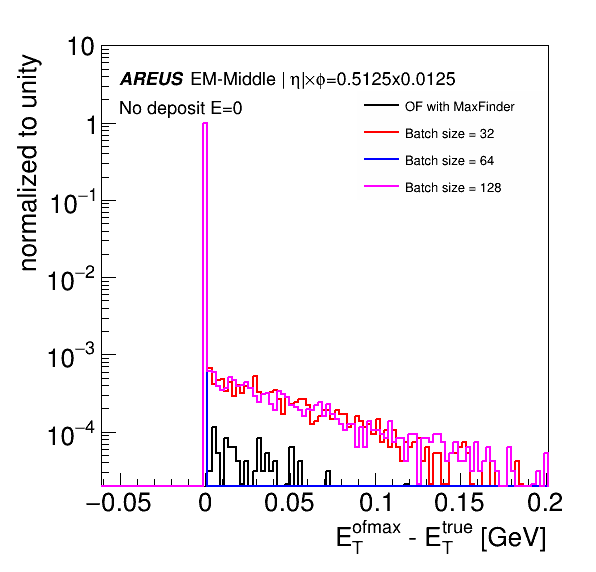 normalized to unity
10
AREUS EM-Middle | η|×φ=0.5125x0.0125
No deposit E=0
OF with MaxFinder
1
Batch size = 32
Batch size = 64
Batch size = 128
10⁻¹
10⁻²
10⁻³
10⁻⁴
−0.05 0 0.05 0.1 0.15 0.2
E_T^ofmax - E_T^true [GeV]